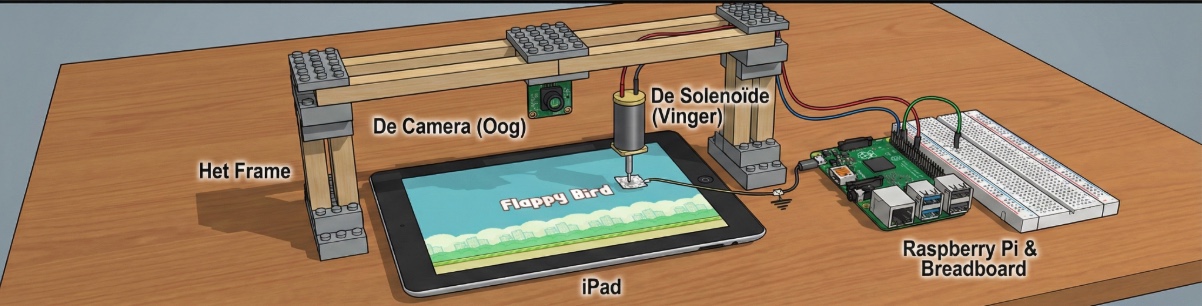 De Camera (Oog)
De Solenoïde
(Vinger)
Het Frame
Flappy Bird
Raspberry Pi &
Breadboard
iPad